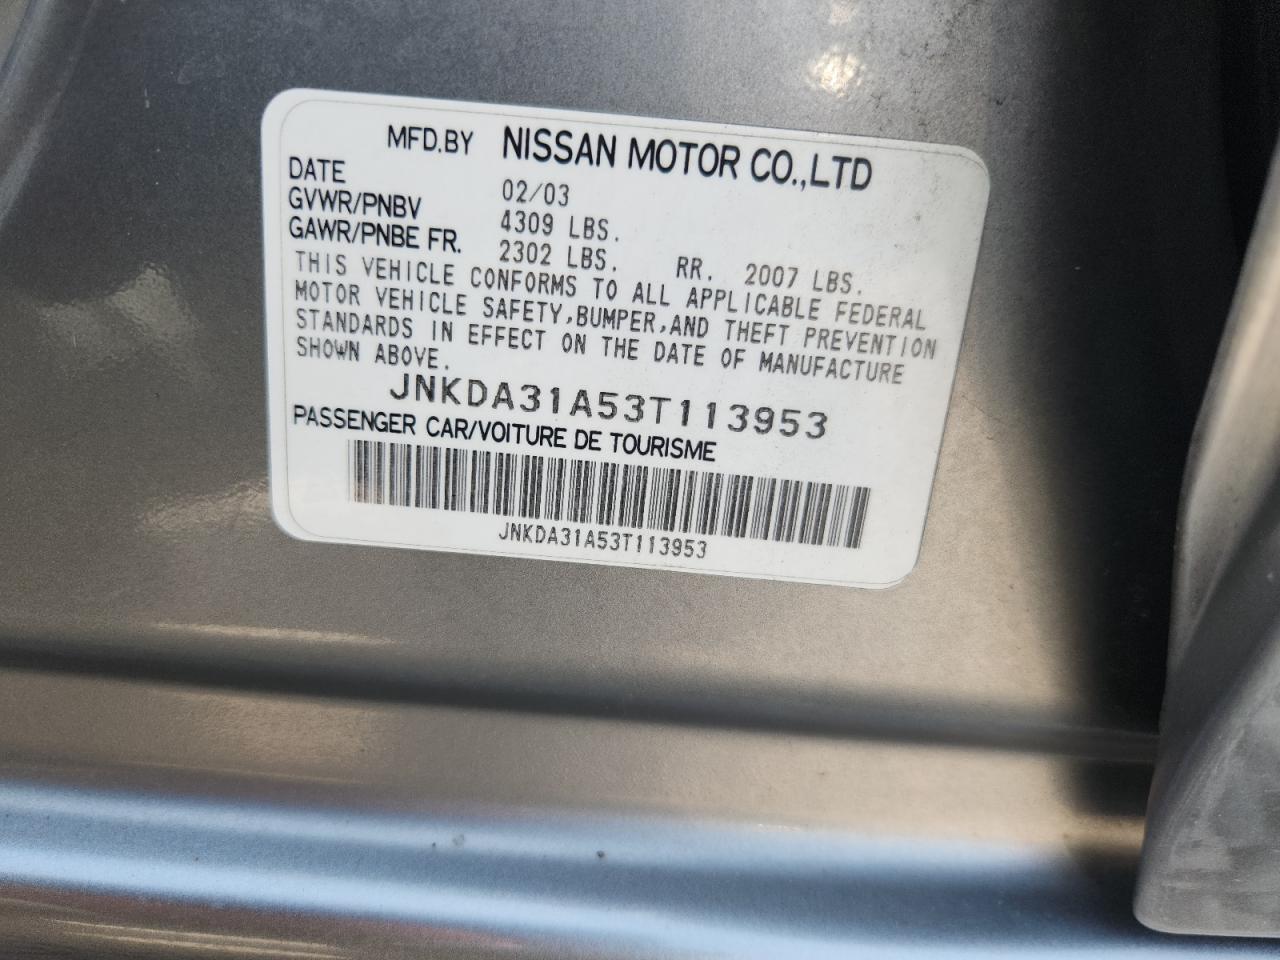 MFD.BY NISSAN MOTOR CO.,LTD
DATE 02/03
GVWR/PNBV 4309 LBS.
GAWR/PNBE FR. 2302 LBS. RR. 2007 LBS.
THIS VEHICLE CONFORMS TO ALL APPLICABLE FEDERAL
MOTOR VEHICLE SAFETY,BUMPER,AND THEFT PREVENTION
STANDARDS IN EFFECT ON THE DATE OF MANUFACTURE
SHOWN ABOVE.
JNKDA31A53T113953
PASSENGER CAR/VOITURE DE TOURISME
JNKDA31A53T113953